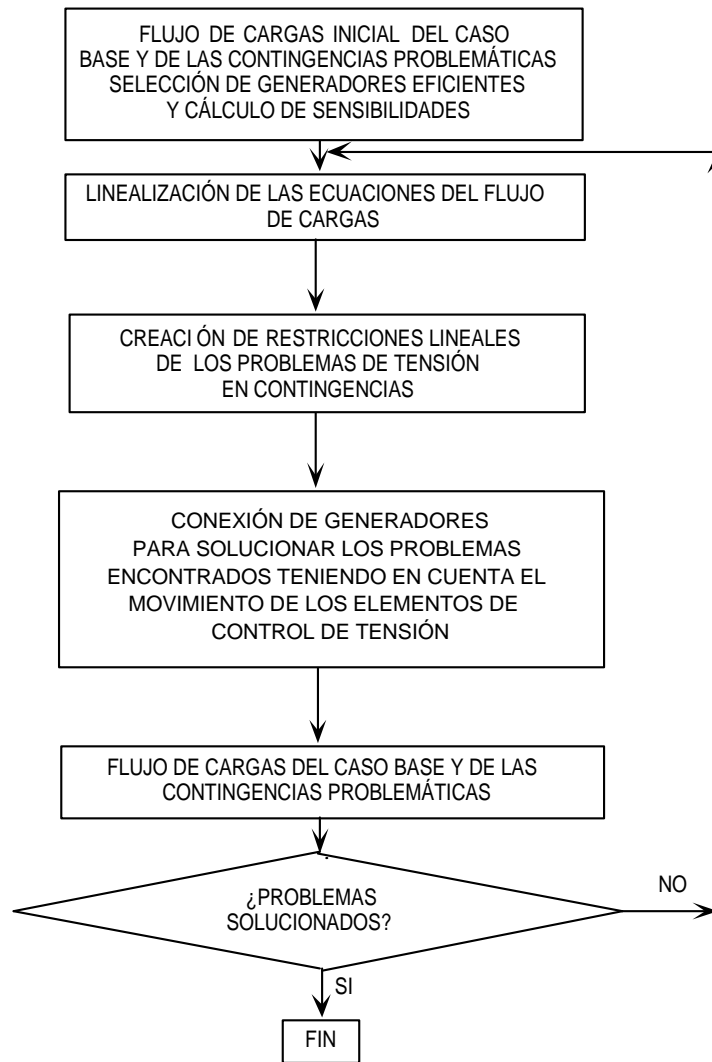 FLUJO DE CARGAS INICIAL DEL CASO
BASE Y DE LAS CONTINGENCIAS PROBLEMÁTICAS
SELECCIÓN DE GENERADORES EFICIENTES
Y CÁLCULO DE SENSIBILIDADES
LINEALIZACIÓN DE LAS ECUACIONES DEL FLUJO
DE CARGAS
CREACIÓN DE RESTRICCIONES LINEALES
DE LOS PROBLEMAS DE TENSIÓN
EN CONTINGENCIAS
CONEXIÓN DE GENERADORES
PARA SOLUCIONAR LOS PROBLEMAS
ENCONTRADOS TENIENDO EN CUENTA EL
MOVIMIENTO DE LOS ELEMENTOS DE
CONTROL DE TENSIÓN
FLUJO DE CARGAS DEL CASO BASE Y DE LAS
CONTINGENCIAS PROBLEMÁTICAS
¿PROBLEMAS
SOLUCIONADOS?
NO
SI
FIN